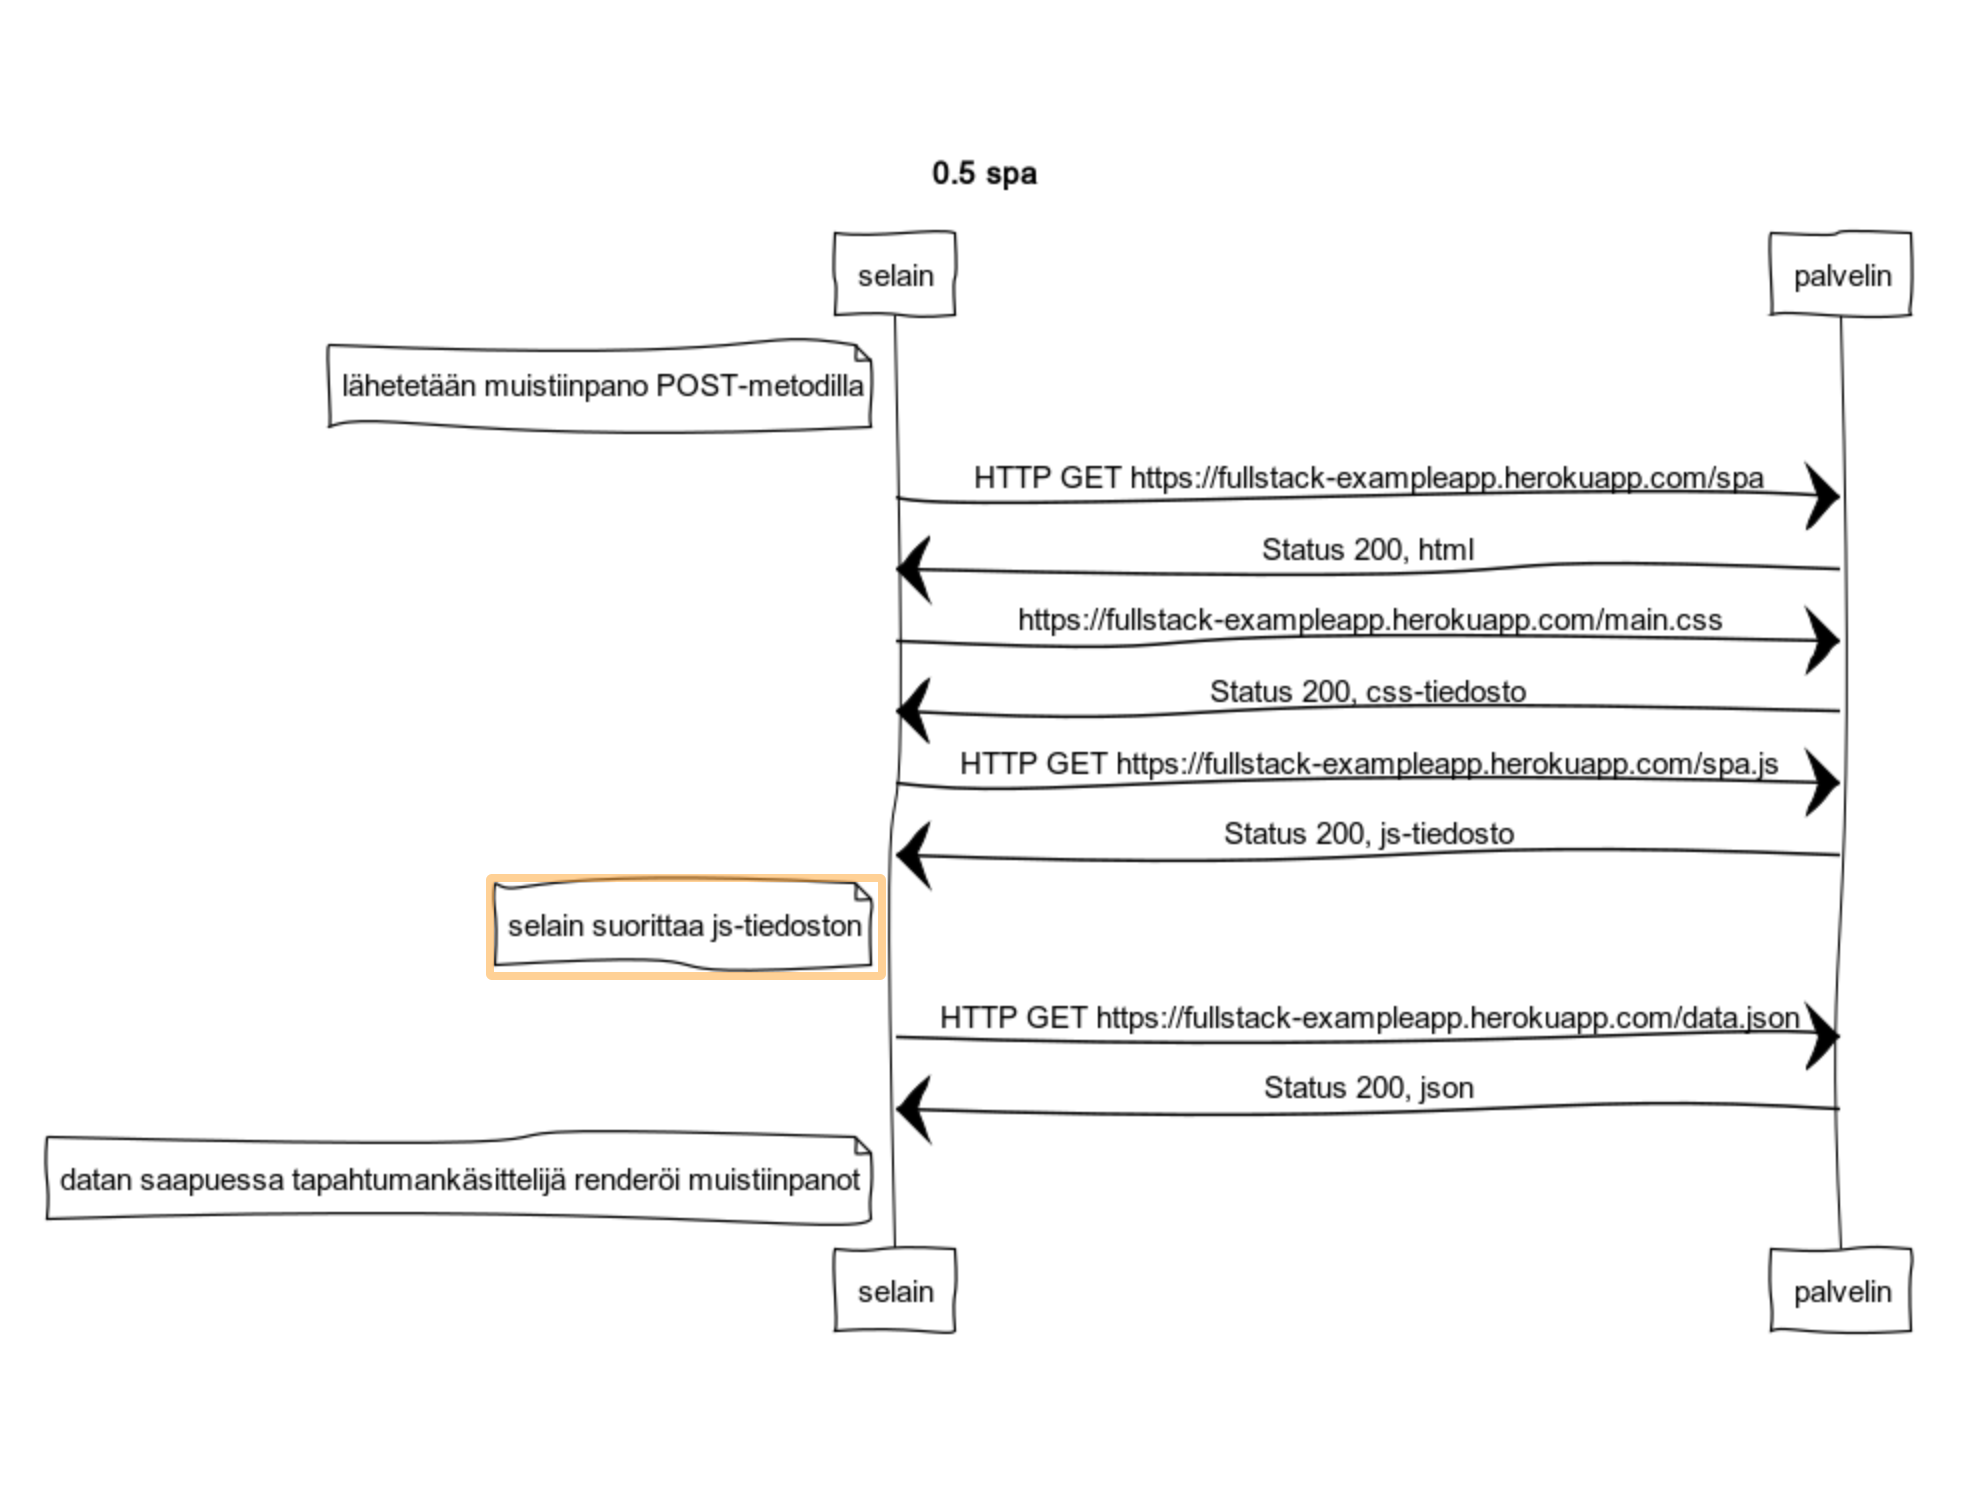 0.5 spa
selain
palvelin
lähetetään muistiinpano POST-metodilla
HTTP GET https://fullstack-exampleapp.herokuapp.com/spa
Status 200, html
https://fullstack-exampleapp.herokuapp.com/main.css
Status 200, css-tiedosto
HTTP GET https://fullstack-exampleapp.herokuapp.com/spa.js
Status 200, js-tiedosto
selain suorittaa js-tiedoston
HTTP GET https://fullstack-exampleapp.herokuapp.com/data.json
Status 200, json
datan saapuessa tapahtumankäsittelijä renderöi muistiinpanot
selain
palvelin